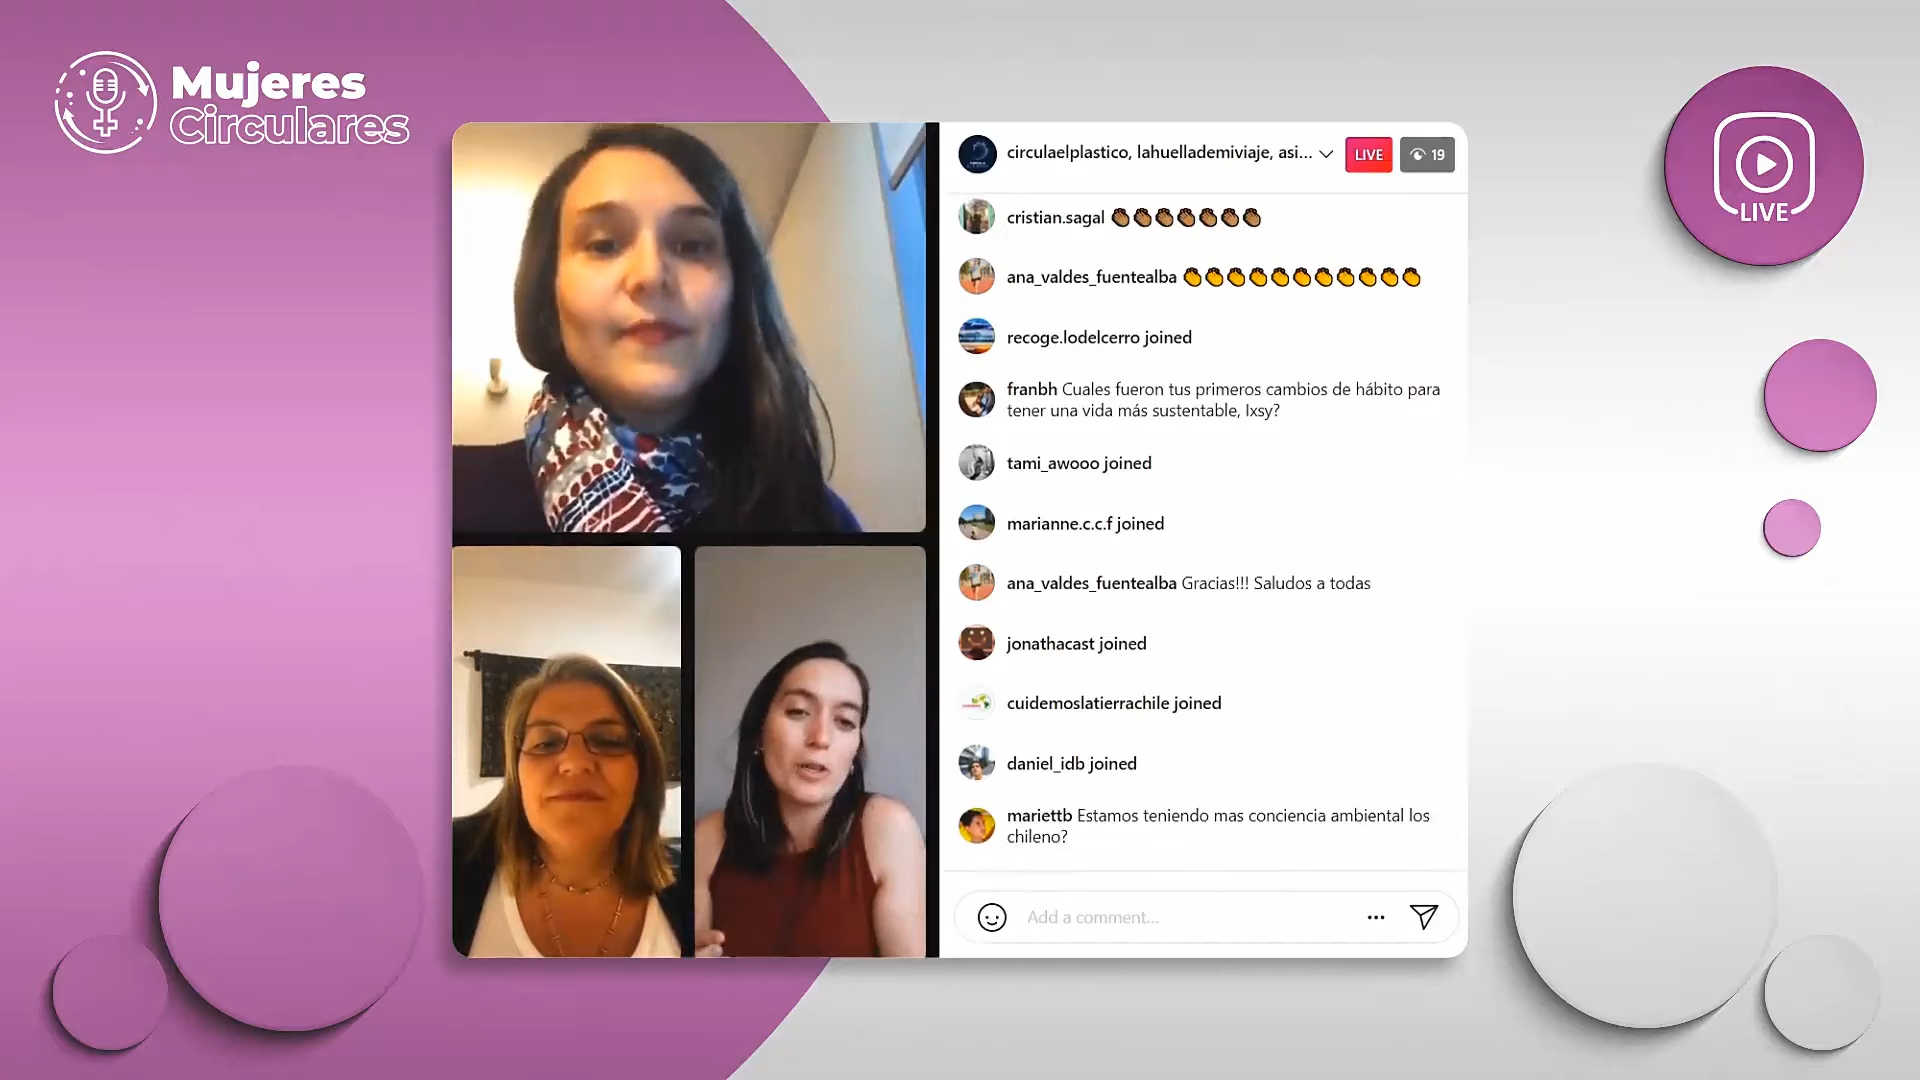 Mujeres
Circulares
circulaelplastico, lahuellademiviaje, asi...
LIVE
19
LIVE
cristian.sagal 👏🏾👏🏾👏🏾👏🏾👏🏾👏🏾👏🏾
ana_valdes_fuentealba 👏👏👏👏👏👏👏👏👏👏👏
recoge.lodelcerro joined
franbh Cuales fueron tus primeros cambios de hábito para
tener una vida más sustentable, Ixsy?
tami_awooo joined
marianne.c.c.f joined
ana_valdes_fuentealba Gracias!!! Saludos a todas
jonathacast joined
cuidemoslatierrachile joined
daniel_idb joined
mariettb Estamos teniendo mas conciencia ambiental los
chileno?
Add a comment...